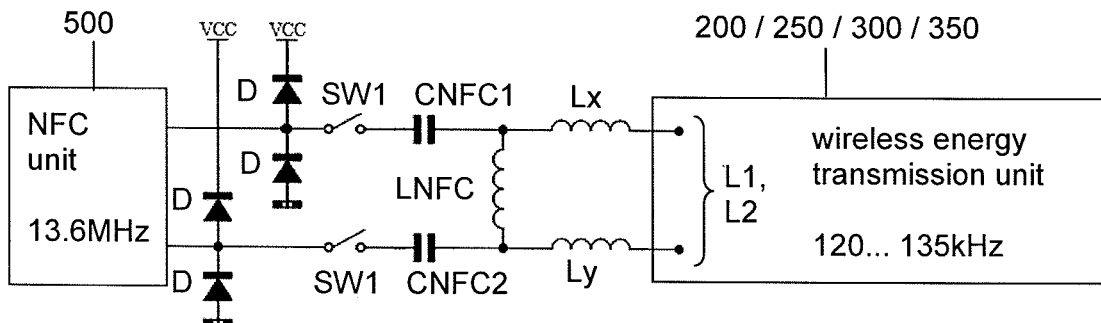 500
VCC
VCC
200 / 250 / 300 / 350
D
SW1
CNFC1
Lx
NFC
unit
D
wireless energy
transmission unit
LNFC
L1,
L2
D
13.6MHz
120... 135kHz
D
SW1
CNFC2
Ly